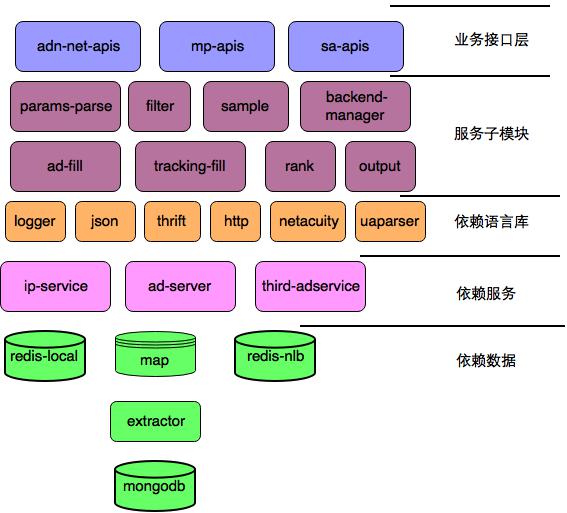 adn-net-apis
mp-apis
sa-apis
业务接口层
params-parse
filter
sample
backend-
manager
服务子模块
ad-fill
tracking-fill
rank
output
logger
json
thrift
http
netacuity
uaparser
依赖语言库
ip-service
ad-server
third-adservice
依赖服务
redis-local
map
redis-nlb
依赖数据
extractor
mongodb